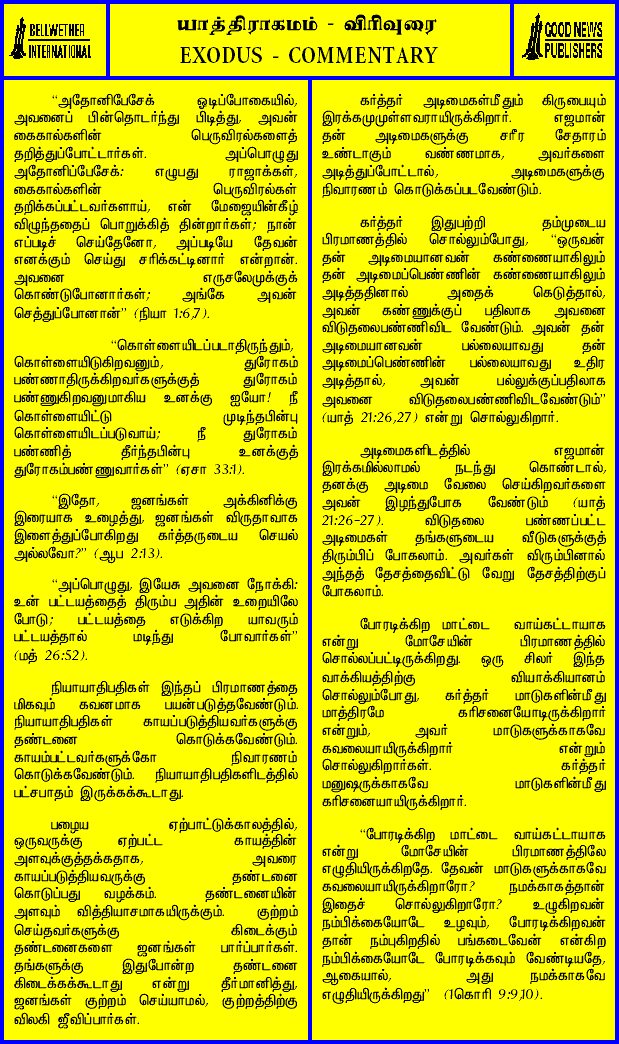 BELLWETHER
INTERNATIONAL
யாத்திராகமம் - விரிவுரை
EXODUS - COMMENTARY
GOOD NEWS
PUBLISHERS
“அதோனிபேசேக் ஓடிப்போகையில்,
அவனைப் பின்தொடர்ந்து பிடித்து, அவன்
கைகால்களின் பெருவிரல்களைத்
தறித்துப்போட்டார்கள். அப்பொழுது
அதோனிப்பேசேக்: எழுபது ராஜாக்கள்,
கைகால்களின் பெருவிரல்கள்
தறிக்கப்பட்டவர்களாய், என் மேஜையின்கீழ்
விழுந்ததைப் பொறுக்கித் தின்றார்கள்; நான்
எப்படிச் செய்தேனோ, அப்படியே தேவன்
எனக்கும் செய்து சரிக்கட்டினார் என்றான்.
அவனை எருசலேமுக்குக்
கொண்டுபோனார்கள்; அங்கே அவன்
செத்துப்போனான்” (நியா 1:6,7).
“கொள்ளையிடப்படாதிருந்தும்,
கொள்ளையிடுகிறவனும், துரோகம்
பண்ணாதிருக்கிறவர்களுக்குத் துரோகம்
பண்ணுகிறவனுமாகிய உனக்கு ஐயோ! நீ
கொள்ளையிட்டு முடிந்தபின்பு
கொள்ளையிடப்படுவாய்; நீ துரோகம்
பண்ணித் தீர்ந்தபின்பு உனக்குத்
துரோகம்பண்ணுவார்கள்” (ஏசா 33:1).
“இதோ, ஜனங்கள் அக்கினிக்கு
இரையாக உழைத்து, ஜனங்கள் விருதாவாக
இளைத்துப்போகிறது கர்த்தருடைய செயல்
அல்லவோ?” (ஆப 2:13).
“அப்பொழுது, இயேசு அவனை நோக்கி:
உன் பட்டயத்தைத் திரும்ப அதின் உறையிலே
போடு; பட்டயத்தை எடுக்கிற யாவரும்
பட்டயத்தால் மடிந்து போவார்கள்”
(மத் 26:52).
நியாயாதிபதிகள் இந்தப் பிரமாணத்தை
மிகவும் கவனமாக பயன்படுத்தவேண்டும்.
நியாயாதிபதிகள் காயப்படுத்தியவர்களுக்கு
தண்டனை கொடுக்கவேண்டும்.
காயம்பட்டவர்களுக்கோ நிவாரணம்
கொடுக்கவேண்டும். நியாயாதிபதிகளிடத்தில்
பட்சபாதம் இருக்கக்கூடாது.
பழைய ஏற்பாட்டுக்காலத்தில்,
ஒருவருக்கு ஏற்பட்ட காயத்தின்
அளவுக்குத்தக்கதாக, அவரை
காயப்படுத்தியவருக்கு தண்டனை
கொடுப்பது வழக்கம். தண்டனையின்
அளவும் வித்தியாசமாகயிருக்கும். குற்றம்
செய்தவர்களுக்கு கிடைக்கும்
தண்டனைகளை ஜனங்கள் பார்ப்பார்கள்.
தங்களுக்கு இதுபோன்ற தண்டனை
கிடைக்கக்கூடாது என்று தீர்மானித்து,
ஜனங்கள் குற்றம் செய்யாமல், குற்றத்திற்கு
விலகி ஜீவிப்பார்கள்.
கர்த்தர் அடிமைகள்மீதும் கிருபையும்
இரக்கமுமுள்ளவராயிருக்கிறார். எஜமான்
தன் அடிமைகளுக்கு சரீர சேதாரம்
உண்டாகும் வண்ணமாக, அவர்களை
அடித்துப்போட்டால், அடிமைகளுக்கு
நிவாரணம் கொடுக்கப்படவேண்டும்.
கர்த்தர் இதுபற்றி தம்முடைய
பிரமாணத்தில் சொல்லும்போது, “ஒருவன்
தன் அடிமையானவன் கண்ணையாகிலும்
தன் அடிமைப்பெண்ணின் கண்ணையாகிலும்
அடித்ததினால் அதைக் கெடுத்தால்,
அவன் கண்ணுக்குப் பதிலாக அவனை
விடுதலைபண்ணிவிட வேண்டும். அவன் தன்
அடிமையானவன் பல்லையாவது தன்
அடிமைப்பெண்ணின் பல்லையாவது உதிர
அடித்தால், அவன் பல்லுக்குப்பதிலாக
அவனை விடுதலைபண்ணிவிடவேண்டும்”
(யாத் 21:26,27) என்று சொல்லுகிறார்.
அடிமைகளிடத்தில் எஜமான்
இரக்கமில்லாமல் நடந்து கொண்டால்,
தனக்கு அடிமை வேலை செய்கிறவர்களை
அவன் இழந்துபோக வேண்டும் (யாத்
21:26-27). விடுதலை பண்ணப்பட்ட
அடிமைகள் தங்களுடைய வீடுகளுக்குத்
திரும்பிப் போகலாம். அவர்கள் விரும்பினால்
அந்தத் தேசத்தைவிட்டு வேறு தேசத்திற்குப்
போகலாம்.
போரடிக்கிற மாட்டை வாய்கட்டாயாக
என்று மோசேயின் பிரமாணத்தில்
சொல்லப்பட்டிருக்கிறது. ஒரு சிலர் இந்த
வாக்கியத்திற்கு வியாக்கியானம்
சொல்லும்போது, கர்த்தர் மாடுகளின்மீது
மாத்திரமே கரிசனையோடிருக்கிறார்
என்றும், அவர் மாடுகளுக்காகவே
கவலையாயிருக்கிறார் என்றும்
சொல்லுகிறார்கள். கர்த்தர்
மனுஷருக்காகவே மாடுகளின்மீது
கரிசனையாயிருக்கிறார்.
“போரடிக்கிற மாட்டை வாய்கட்டாயாக
என்று மோசேயின் பிரமாணத்திலே
எழுதியிருக்கிறதே. தேவன் மாடுகளுக்காகவே
கவலையாயிருக்கிறாரோ? நமக்காகத்தான்
இதைச் சொல்லுகிறாரோ? உழுகிறவன்
நம்பிக்கையோடே உழவும், போரடிக்கிறவன்
தான் நம்புகிறதில் பங்கடைவேன் என்கிற
நம்பிக்கையோடே போரடிக்கவும் வேண்டியதே,
ஆகையால், அது நமக்காகவே
எழுதியிருக்கிறது” (1கொரி 9:9,10).